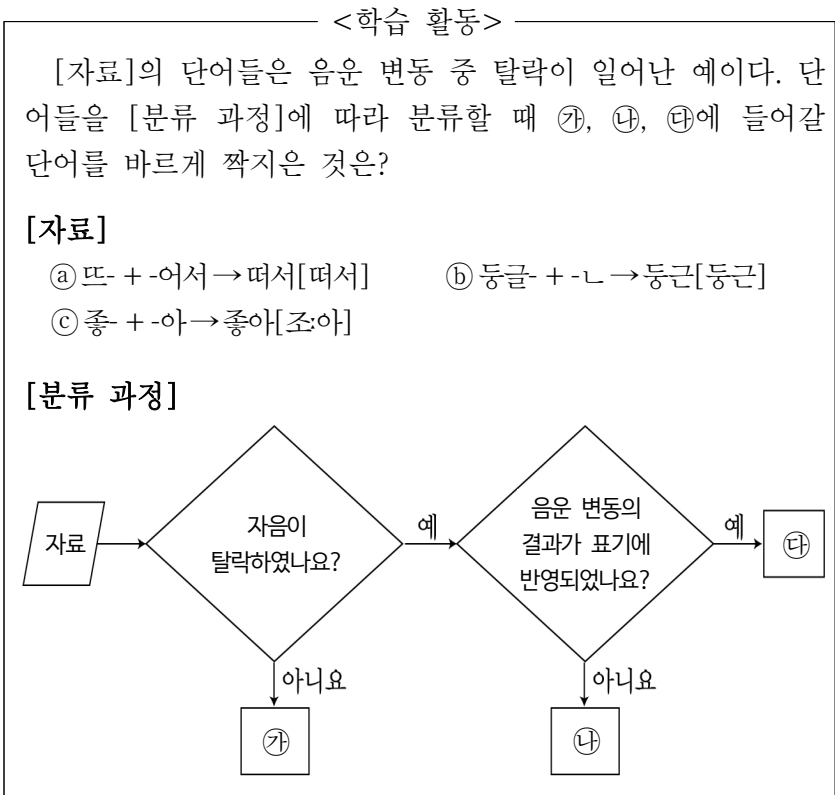 <학습 활동>
[자료]의 단어들은 음운 변동 중 탈락이 일어난 예이다. 단
어들을 [분류 과정]에 따라 분류할 때 ㉮, ㉯, ㉰에 들어갈
단어를 바르게 짝지은 것은?
[자료]
ⓐ 뜨- + -어서 → 떠서[떠서] ⓑ 둥글- + -ㄴ → 둥근[둥근]
ⓒ 좋- + -아 → 좋아[조ː아]
[분류 과정]
자료
자음이
탈락하였나요?
예
음운 변동의
결과가 표기에
반영되었나요?
예
㉰
아니요
아니요
㉮
㉯